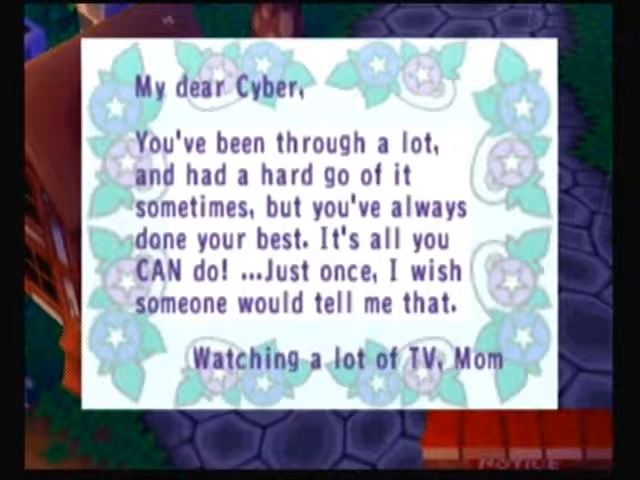 My dear Cyber,
You've been through a lot,
and had a hard go of it
sometimes, but you've always
done your best. It's all you
CAN do! ...Just once, I wish
someone would tell me that.
Watching a lot of TV, Mom
NOTICE